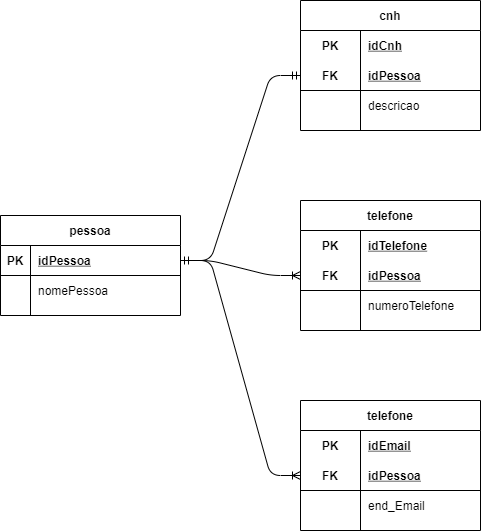 cnh
PK idCnh
FK idPessoa
descricao
pessoa
PK idPessoa
nomePessoa
telefone
PK idTelefone
FK idPessoa
numeroTelefone
telefone
PK idEmail
FK idPessoa
end_Email